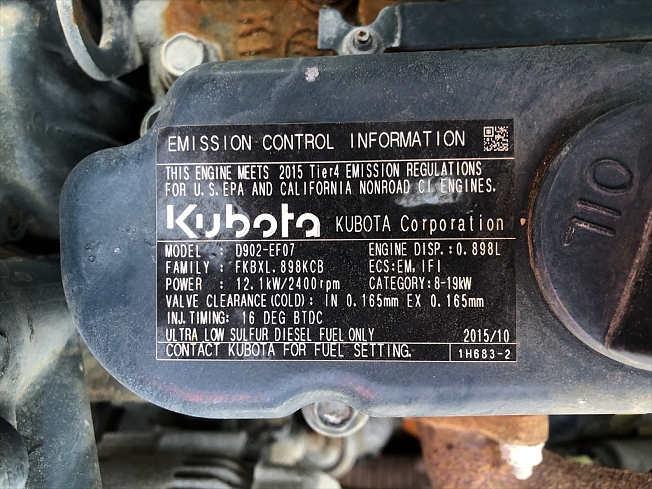 EMISSION CONTROL INFORMATION
THIS ENGINE MEETS 2015 Tier4 EMISSION REGULATIONS
FOR U.S.EPA AND CALIFORNIA NONROAD CI ENGINES.
Kubota KUBOTA Corporation
MODEL : D902-EF07 ENGINE DISP.:0.898L
FAMILY : FKBXL.898KCB ECS:EM,IFI
POWER : 12.1kW/2400rpm CATEGORY:8-19kW
VALVE CLEARANCE(COLD): IN 0.165mm EX 0.165mm
INJ.TIMING: 16 DEG BTDC
ULTRA LOW SULFUR DIESEL FUEL ONLY 2015/10
CONTACT KUBOTA FOR FUEL SETTING. 1H683-2
OIL